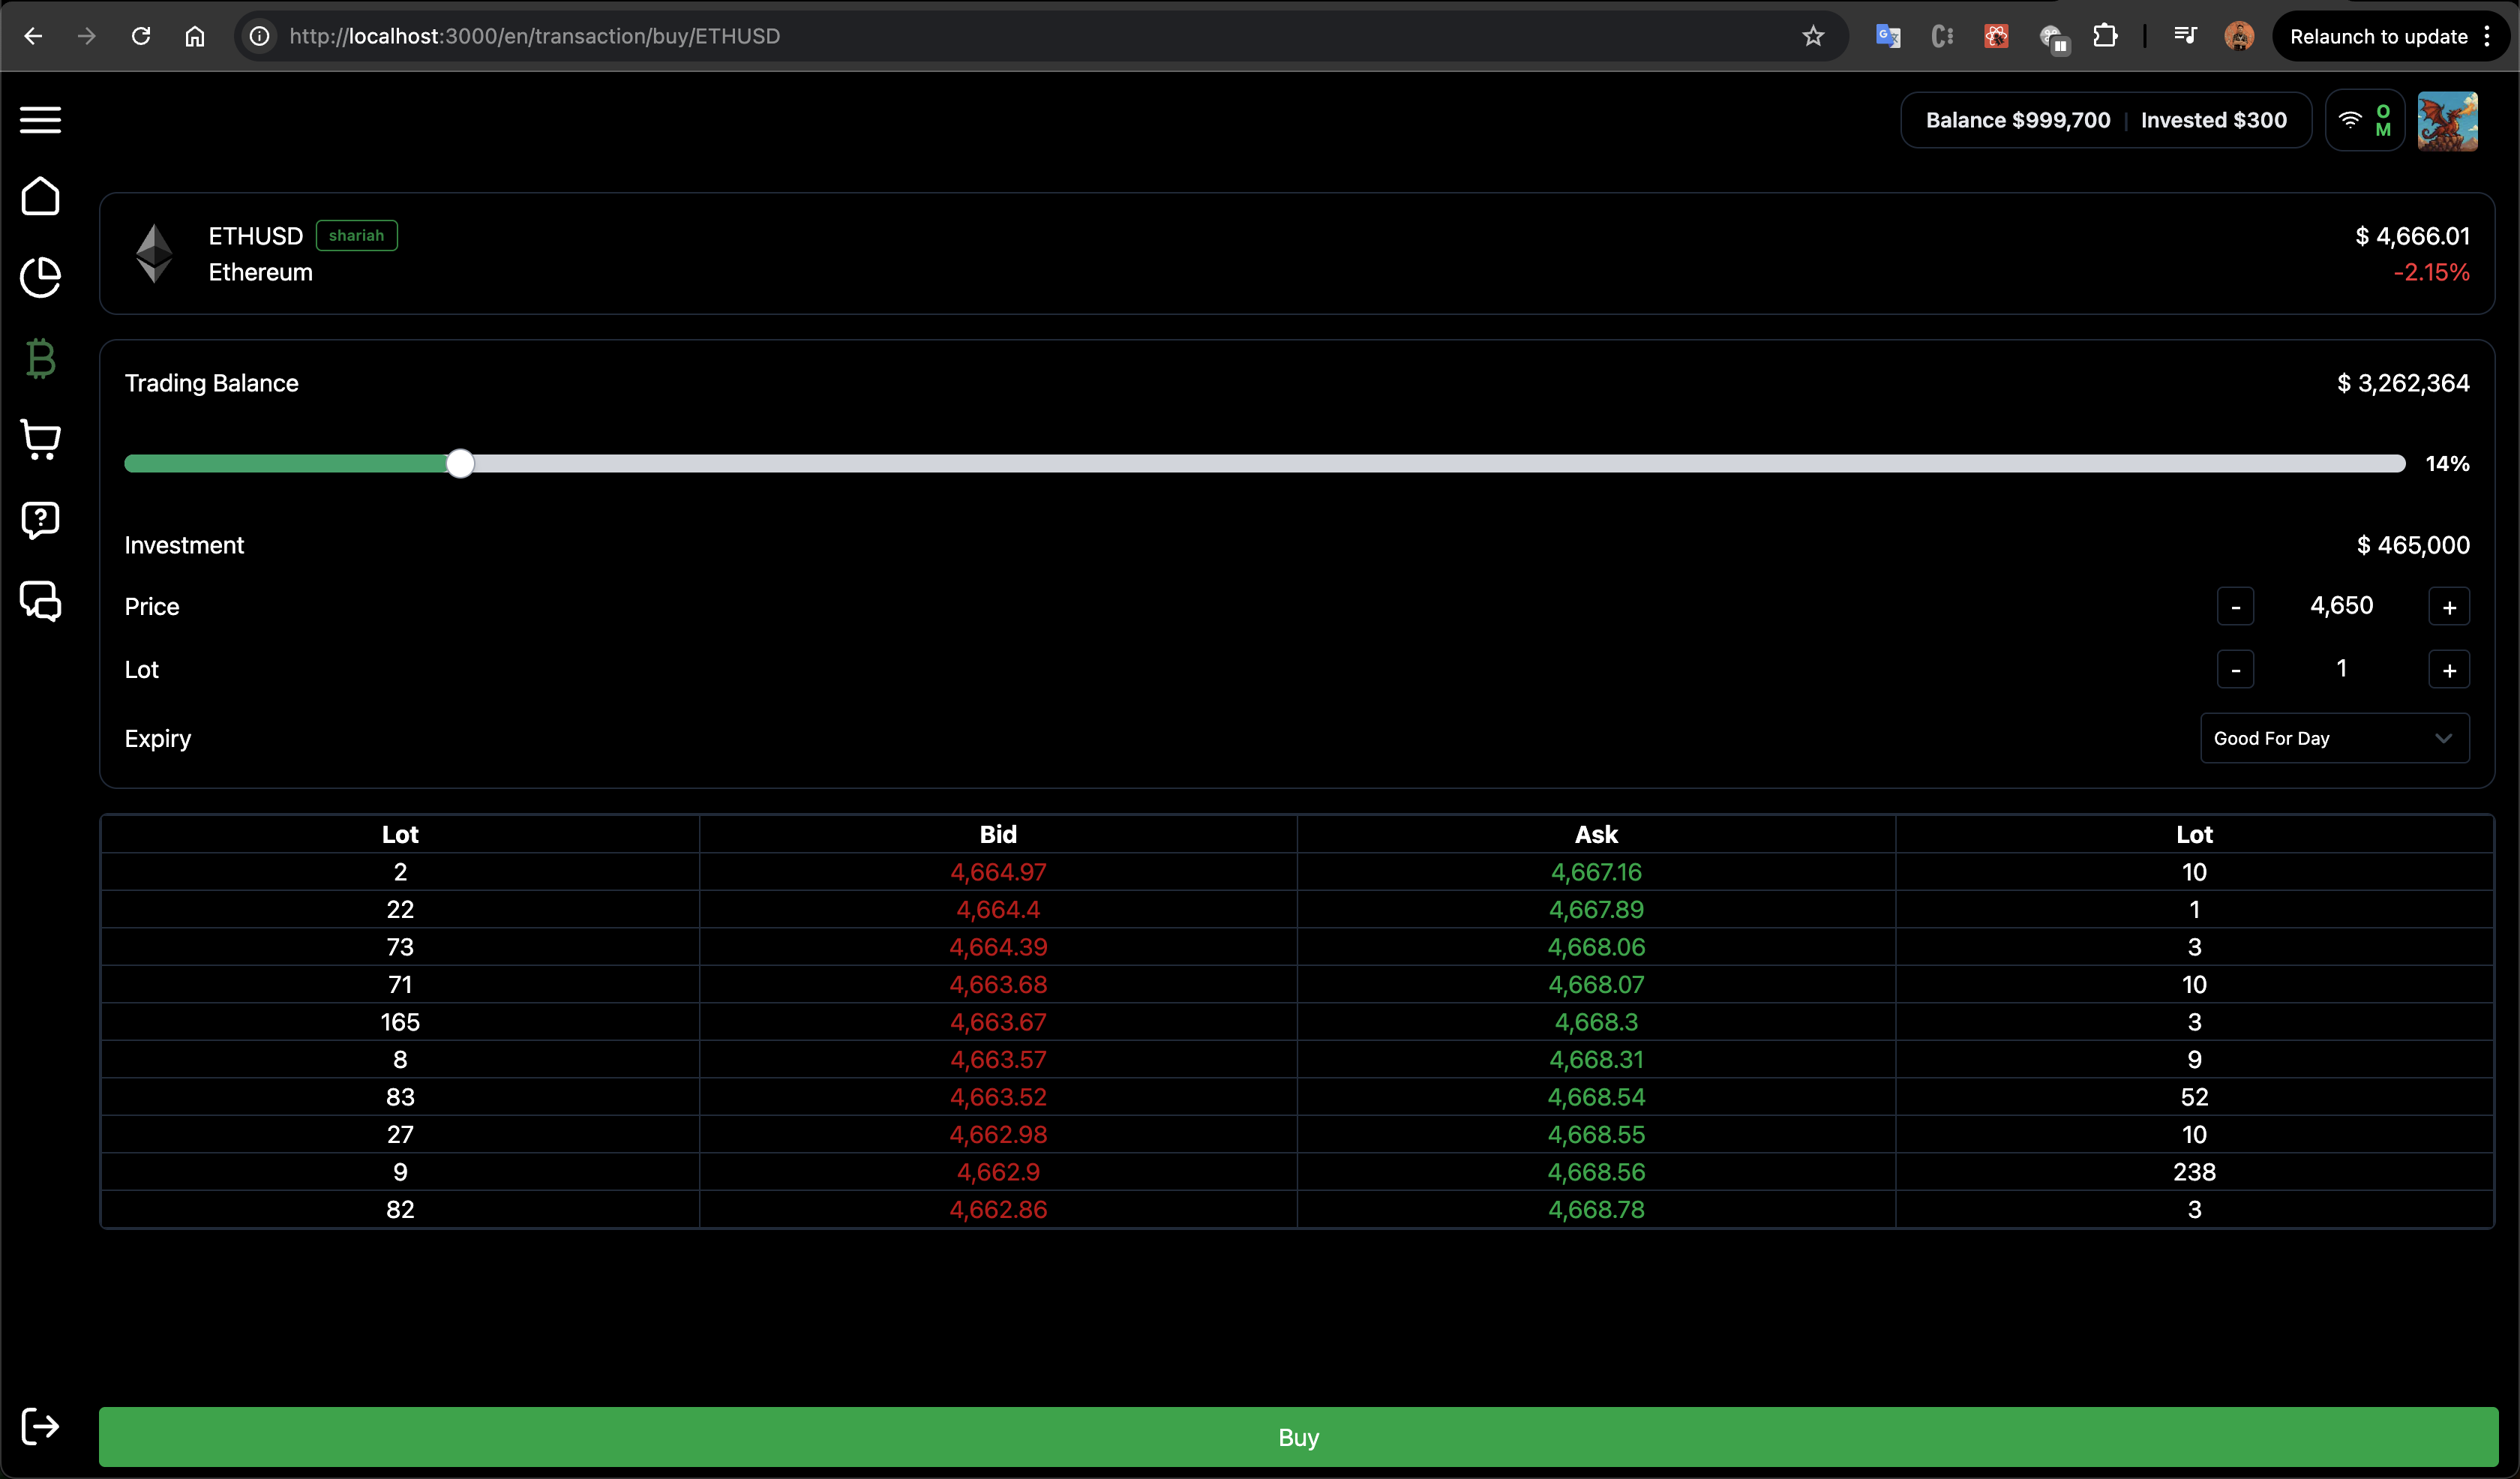 http://localhost:3000/en/transaction/buy/ETHUSD
Relaunch to update
Balance $999,700 | Invested $300
O
M
ETHUSD shariah $ 4,666.01
Ethereum -2.15%
Trading Balance $ 3,262,364
14%
Investment $ 465,000
Price - 4,650 +
Lot - 1 +
Expiry Good For Day
Lot Bid Ask Lot
2 4,664.97 4,667.16 10
22 4,664.4 4,667.89 1
73 4,664.39 4,668.06 3
71 4,663.68 4,668.07 10
165 4,663.67 4,668.3 3
8 4,663.57 4,668.31 9
83 4,663.52 4,668.54 52
27 4,662.98 4,668.55 10
9 4,662.9 4,668.56 238
82 4,662.86 4,668.78 3
Buy